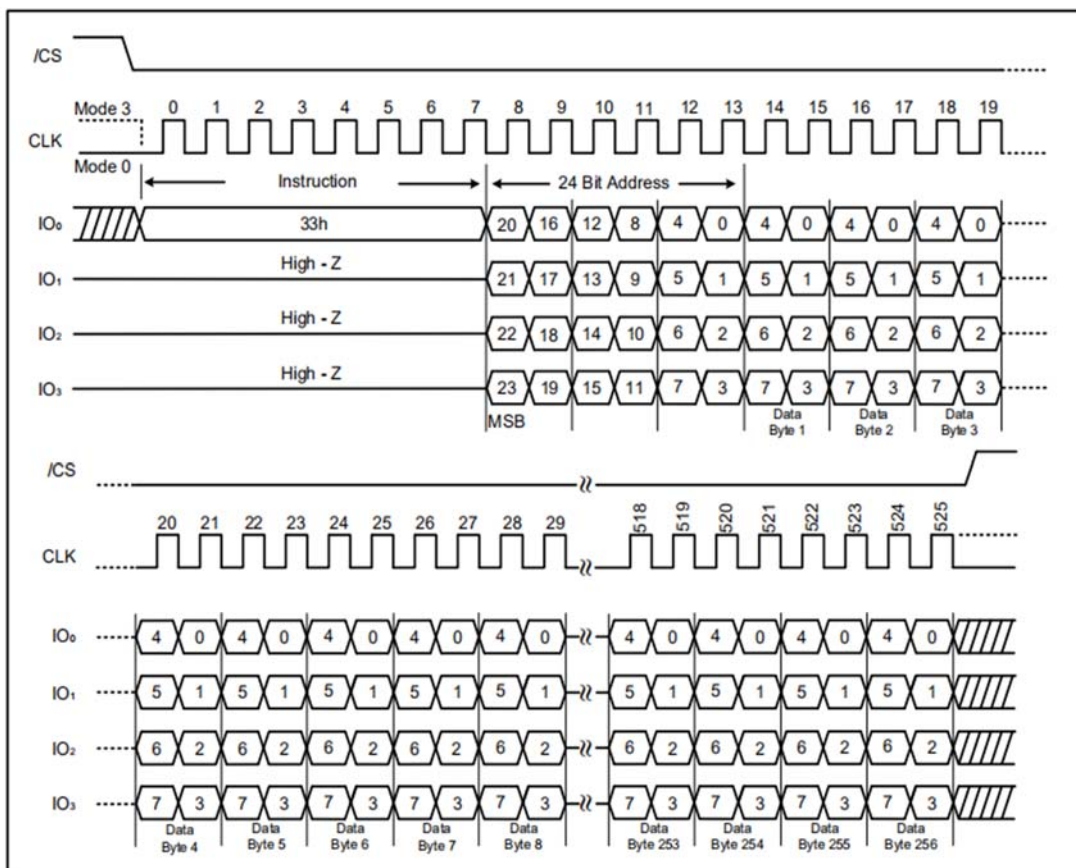 /CS
Mode 3
0 1 2 3 4 5 6 7 8 9 10 11 12 13 14 15 16 17 18 19
CLK
Mode 0
Instruction
24 Bit Address
IO₀ 33h 20 16 12 8 4 0 4 0 4 0 4 0
IO₁ High - Z 21 17 13 9 5 1 5 1 5 1 5 1
IO₂ High - Z 22 18 14 10 6 2 6 2 6 2 6 2
IO₃ High - Z 23 19 15 11 7 3 7 3 7 3 7 3
MSB
Data Data Data
Byte 1 Byte 2 Byte 3
/CS
20 21 22 23 24 25 26 27 28 29 518 519 520 521 522 523 524 525
CLK
IO₀ 4 0 4 0 4 0 4 0 4 0 4 0 4 0 4 0 4 0
IO₁ 5 1 5 1 5 1 5 1 5 1 5 1 5 1 5 1 5 1
IO₂ 6 2 6 2 6 2 6 2 6 2 6 2 6 2 6 2 6 2
IO₃ 7 3 7 3 7 3 7 3 7 3 7 3 7 3 7 3 7 3
Data Data Data Data Data Data Data Data Data
Byte 4 Byte 5 Byte 6 Byte 7 Byte 8 Byte 253 Byte 254 Byte 255 Byte 256